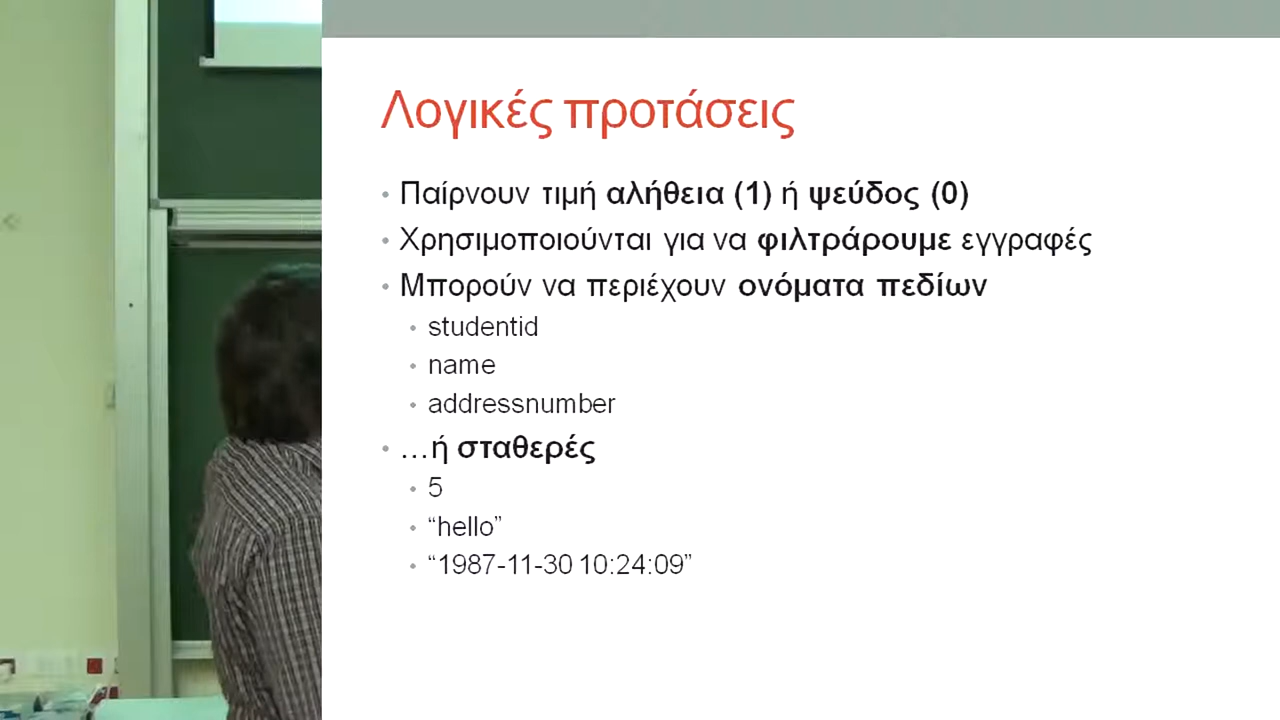 Λογικές προτάσεις
• Παίρνουν τιμή αλήθεια (1) ή ψεύδος (0)
• Χρησιμοποιούνται για να φιλτράρουμε εγγραφές
• Μπορούν να περιέχουν ονόματα πεδίων
• studentid
• name
• addressnumber
• …ή σταθερές
• 5
• “hello”
• “1987-11-30 10:24:09”